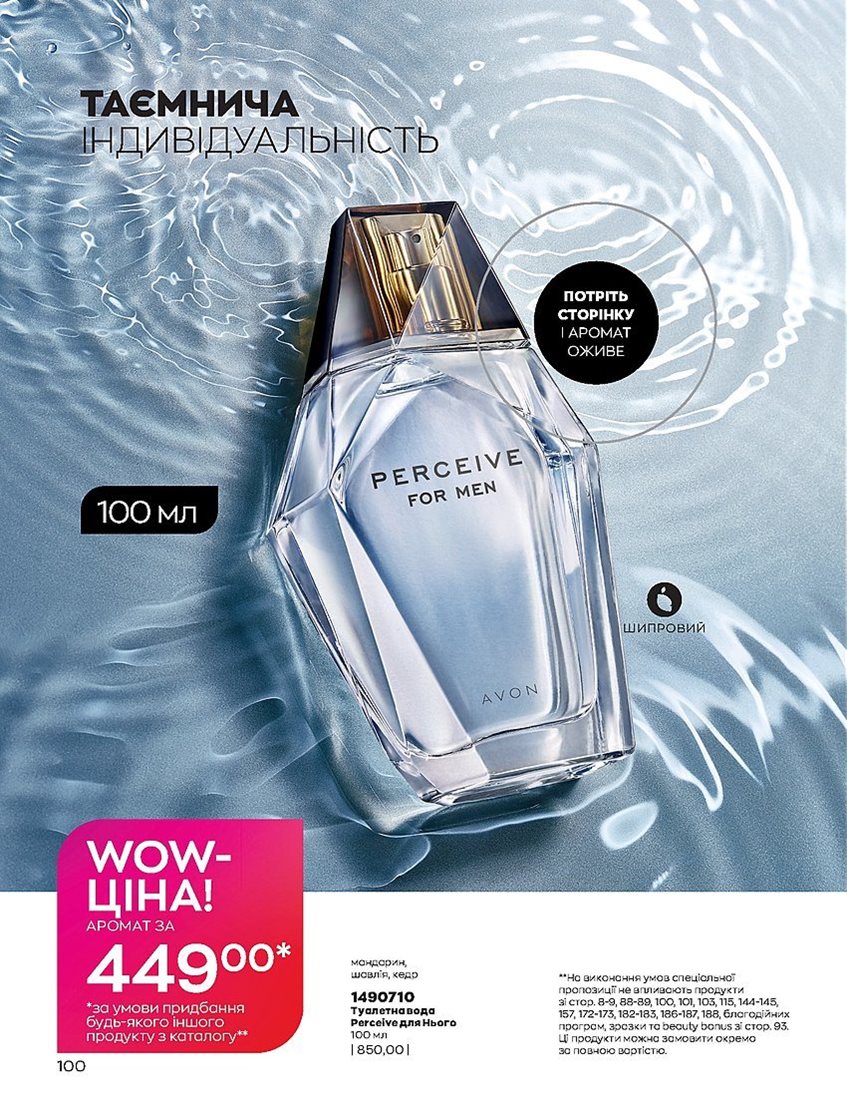 ТАЄМНИЧА
ІНДИВІДУАЛЬНІСТЬ
ПОТРІТЬ
СТОРІНКУ
І АРОМАТ
ОЖИВЕ
PERCEIVE
FOR MEN
100 МЛ
ШИПРОВИЙ
AVON
WOW-
ЦІНА!
АРОМАТ ЗА
449⁰⁰*
*за умови придбання
будь-якого іншого
продукту з каталогу**
мандарин,
шавлія, кедр
1490710
Туалетна вода
Perceive для Нього
100 мл
| 850,00 |
**На виконання умов спеціальної
пропозиції не впливають продукти
зі стор. 8-9, 88-89, 100, 101, 103, 115, 144-145,
157, 172-173, 182-183, 186-187, 188, благодійних
програм, зразки та beauty bonus зі стор. 93.
Ці продукти можна замовити окремо
за повною вартістю.
100